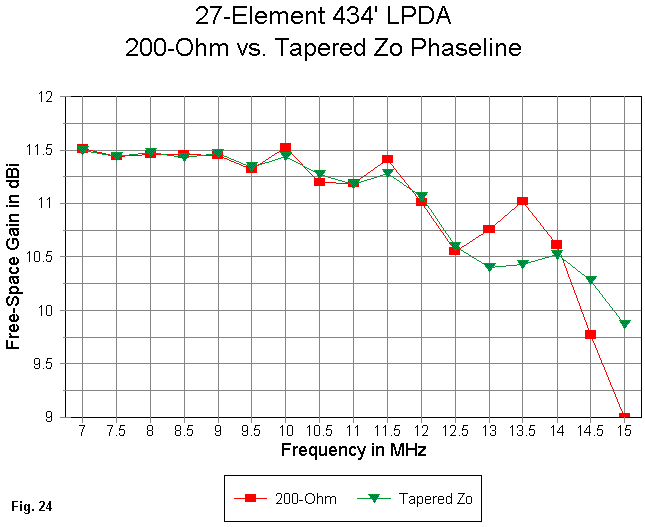 27-Element 434' LPDA
200-Ohm vs. Tapered Zo Phaseline
Free-Space Gain in dBi
12
11.5
11
10.5
10
9.5
9
7 7.5 8 8.5 9 9.5 10 10.5 11 11.5 12 12.5 13 13.5 14 14.5 15
Frequency in MHz
200-Ohm Tapered Zo
Fig. 24